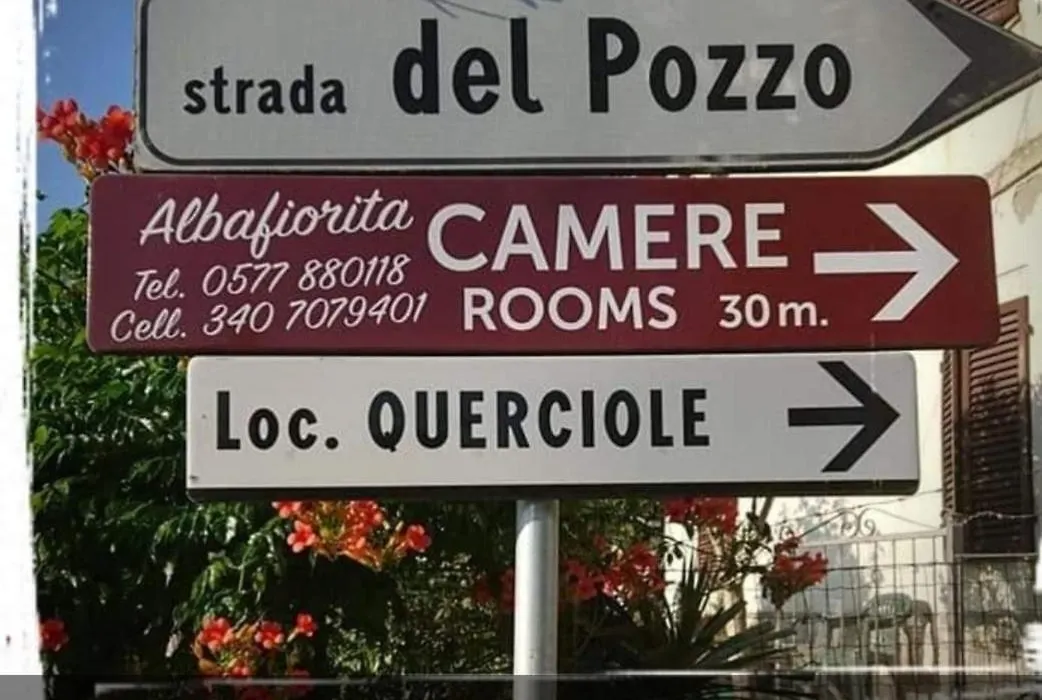 strada del Pozzo
Albafiorita
Tel. 0577 880118
Cell. 340 7079401
CAMERE
ROOMS 30 m.
Loc. QUERCIOLE